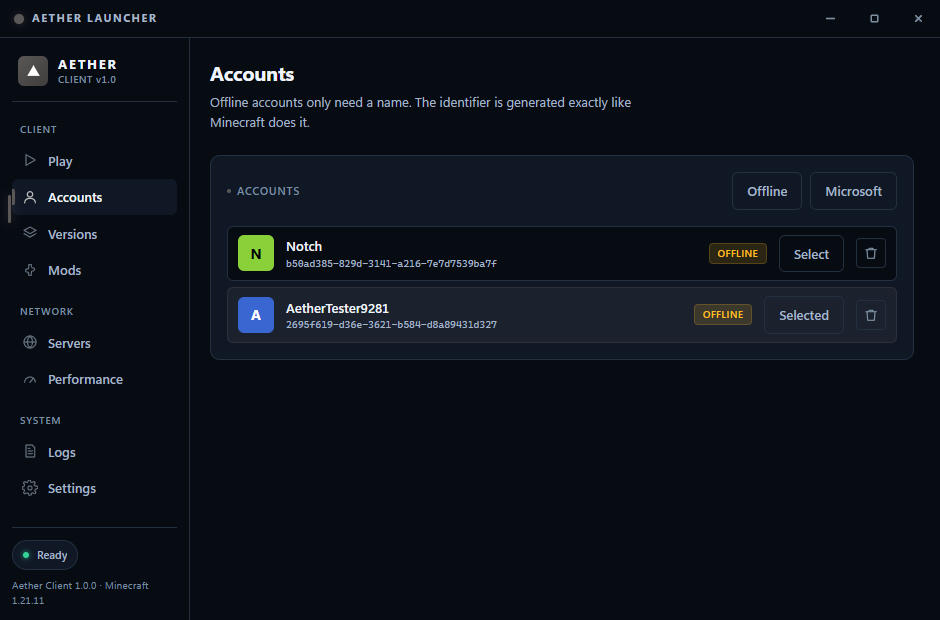 AETHER LAUNCHER
AETHER
CLIENT v1.0
CLIENT
Play
Accounts
Versions
Mods
NETWORK
Servers
Performance
SYSTEM
Logs
Settings
Ready
Aether Client 1.0.0 · Minecraft
1.21.11
Accounts
Offline accounts only need a name. The identifier is generated exactly like
Minecraft does it.
ACCOUNTS
Offline
Microsoft
N
Notch
b50ad385-829d-3141-a216-7e7d7539ba7f
OFFLINE
Select
A
AetherTester9281
2695f619-d36e-3621-b584-d8a89431d327
OFFLINE
Selected